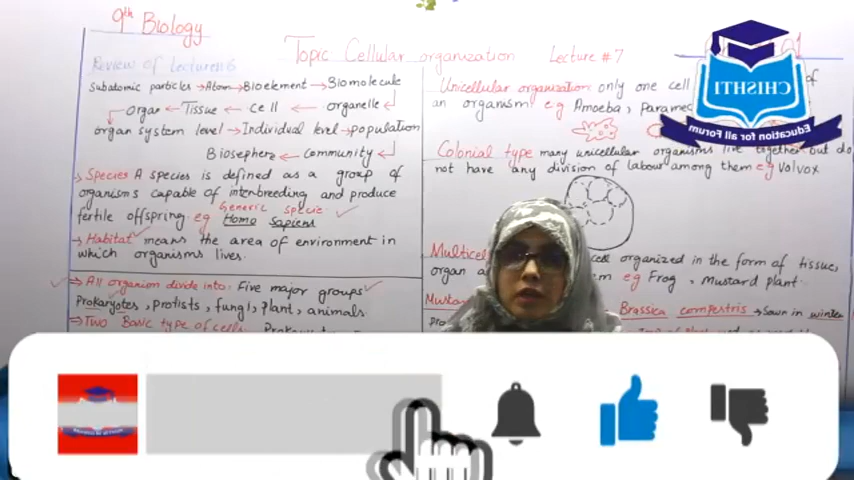 9th Biology
Topic: Cellular organization Lecture #7
Review of Lecture#6
Subatomic particles → Atom → Bioelement → Biomolecule
Organ ← Tissue ← cell ← organelle
organ system level → Individual level → population
Biosphere ← community
Species A species is defined as a group of
organisms capable of intenbreeding and produce
Generic specie
fertile offspring. eg Homo Sapiens
Habitat means the area of environment in
which organisms lives.
All organism divide into: Five major groups
Prokaryotes, protists, fungi, plant, animals
Two Basic type of cells:
Unicellular organization: only one cell of
an organism e.g Amoeba,
Colonial type many unicellular organisms live together but do
not have any division of labour among them e.g Volvox
cell organized in the form of tissue,
organ eg Frog, Mustard plant.
Brassica compestris → Sown in winter
CHISHTI
Education for all Forum